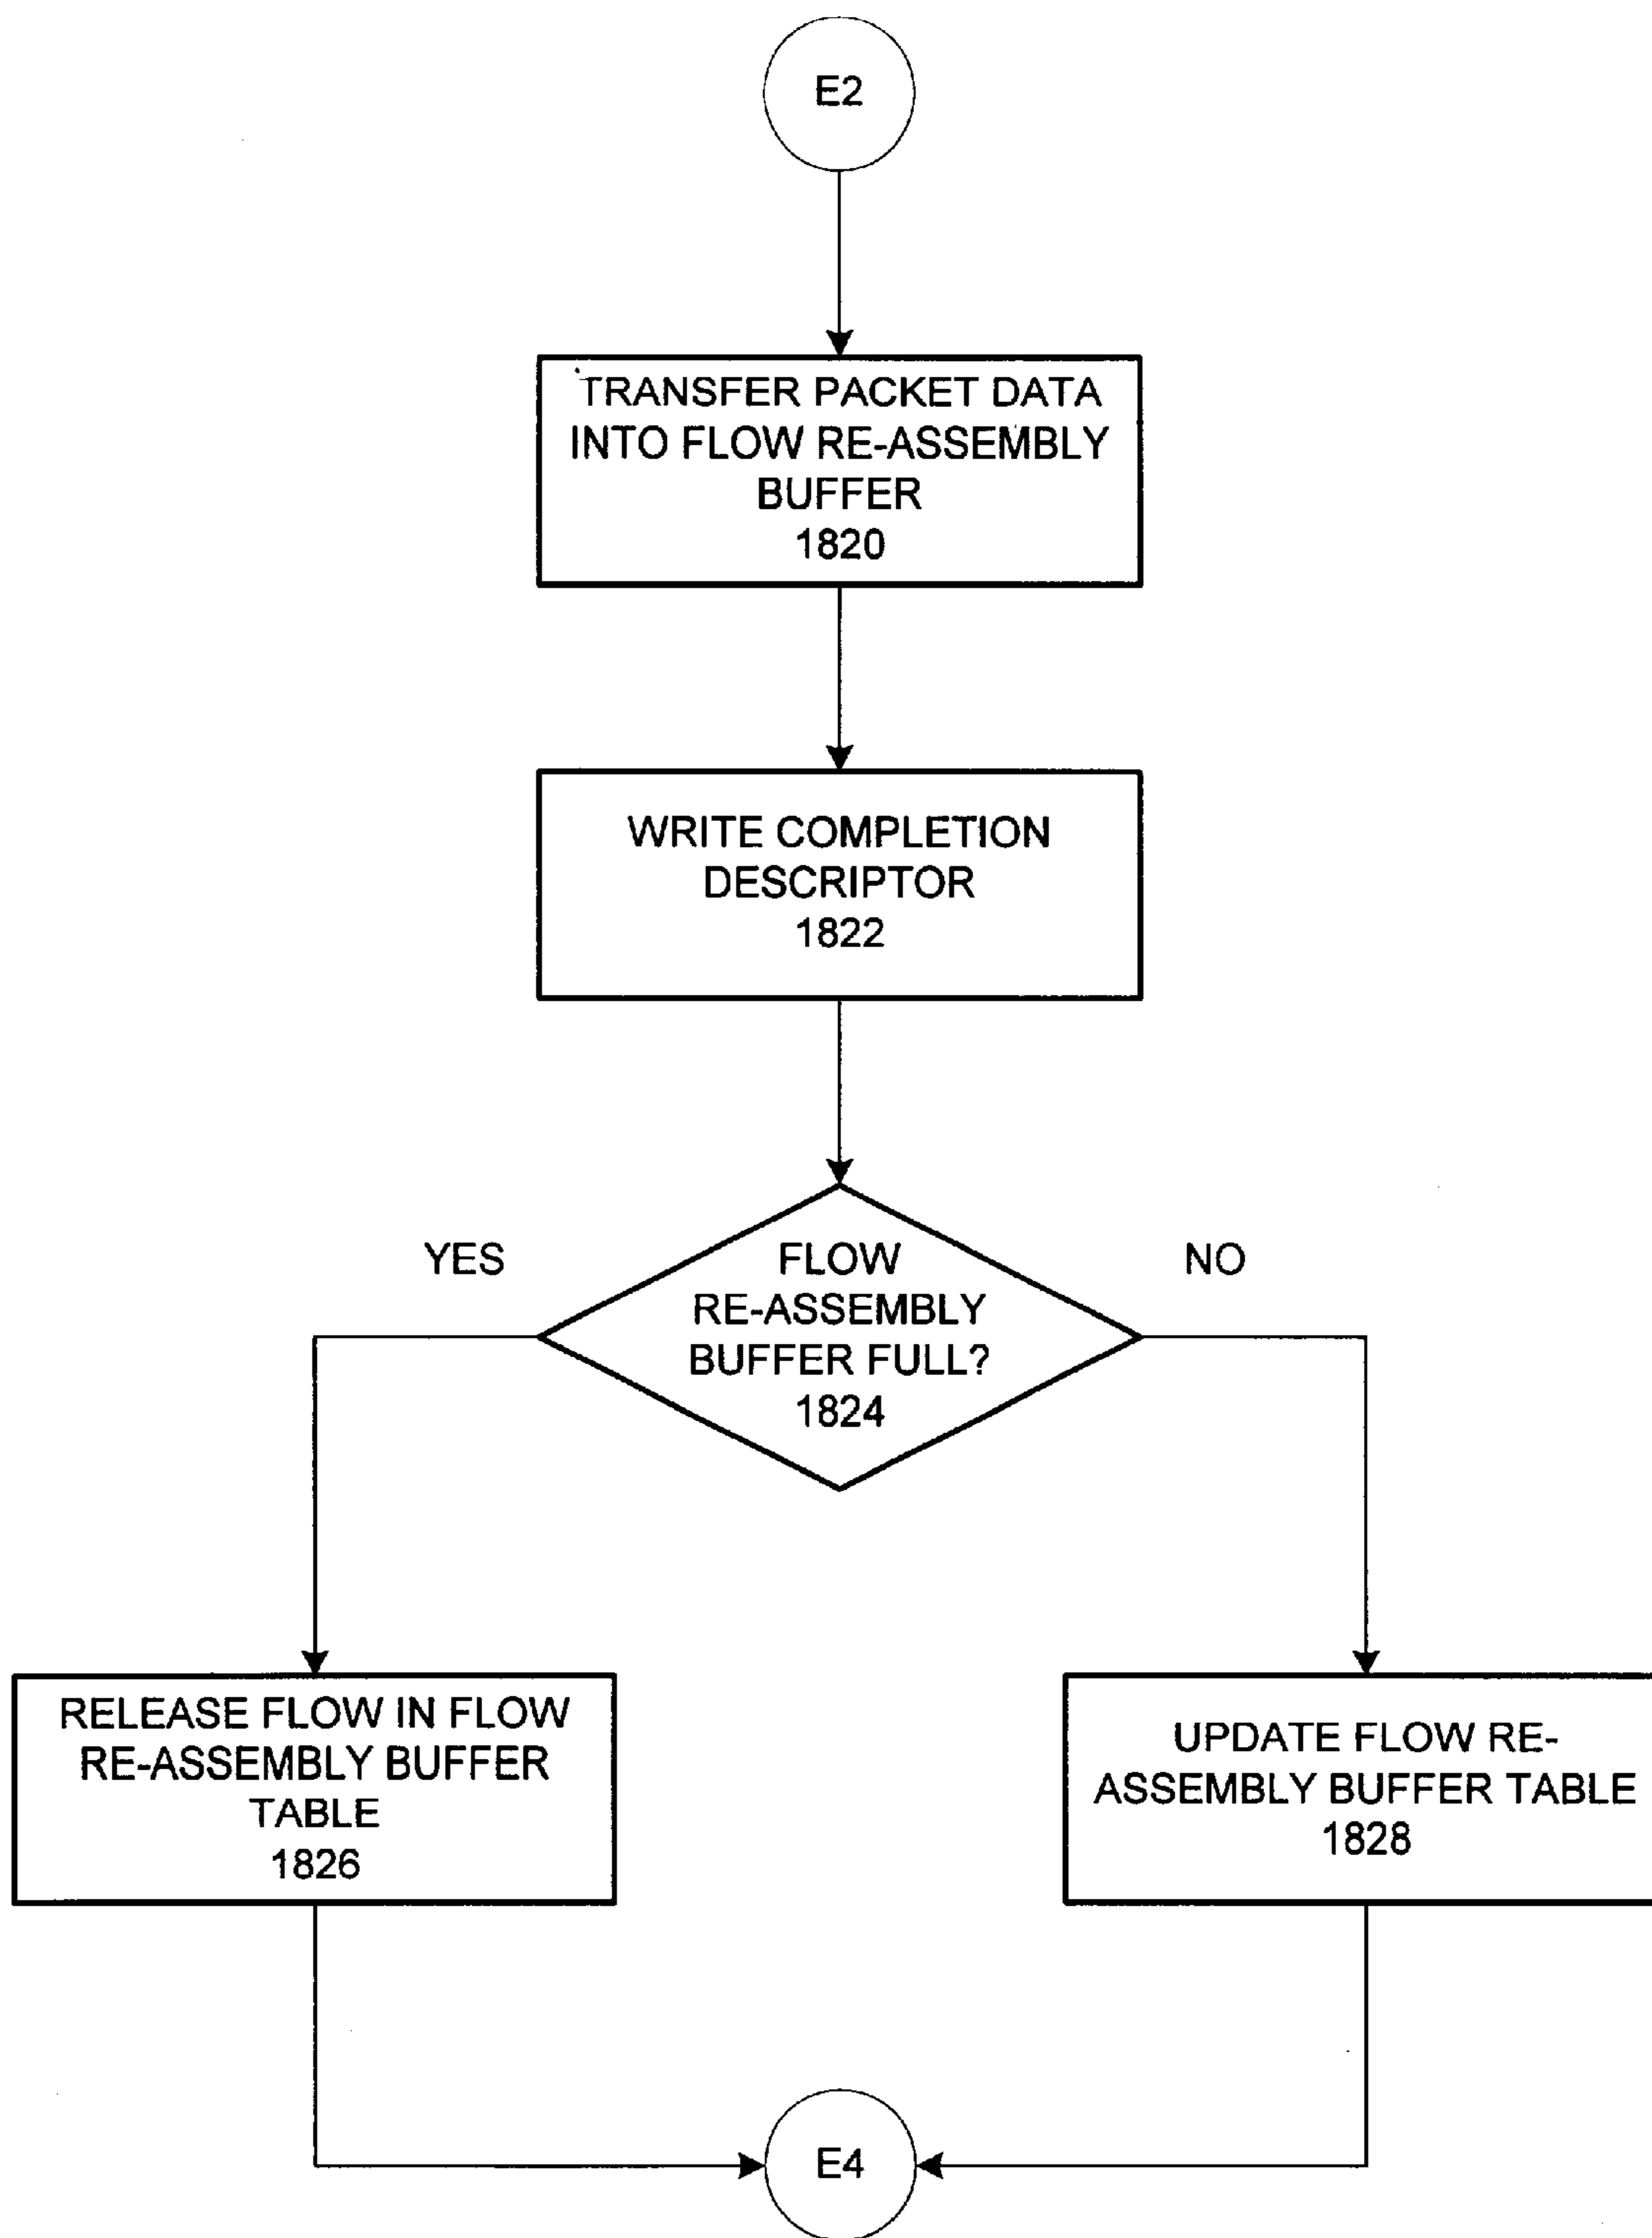 E2
TRANSFER PACKET DATA
INTO FLOW RE-ASSEMBLY
BUFFER
1820
WRITE COMPLETION
DESCRIPTOR
1822
YES
FLOW
RE-ASSEMBLY
BUFFER FULL?
1824
NO
RELEASE FLOW IN FLOW
RE-ASSEMBLY BUFFER
TABLE
1826
UPDATE FLOW RE-
ASSEMBLY BUFFER TABLE
1828
E4